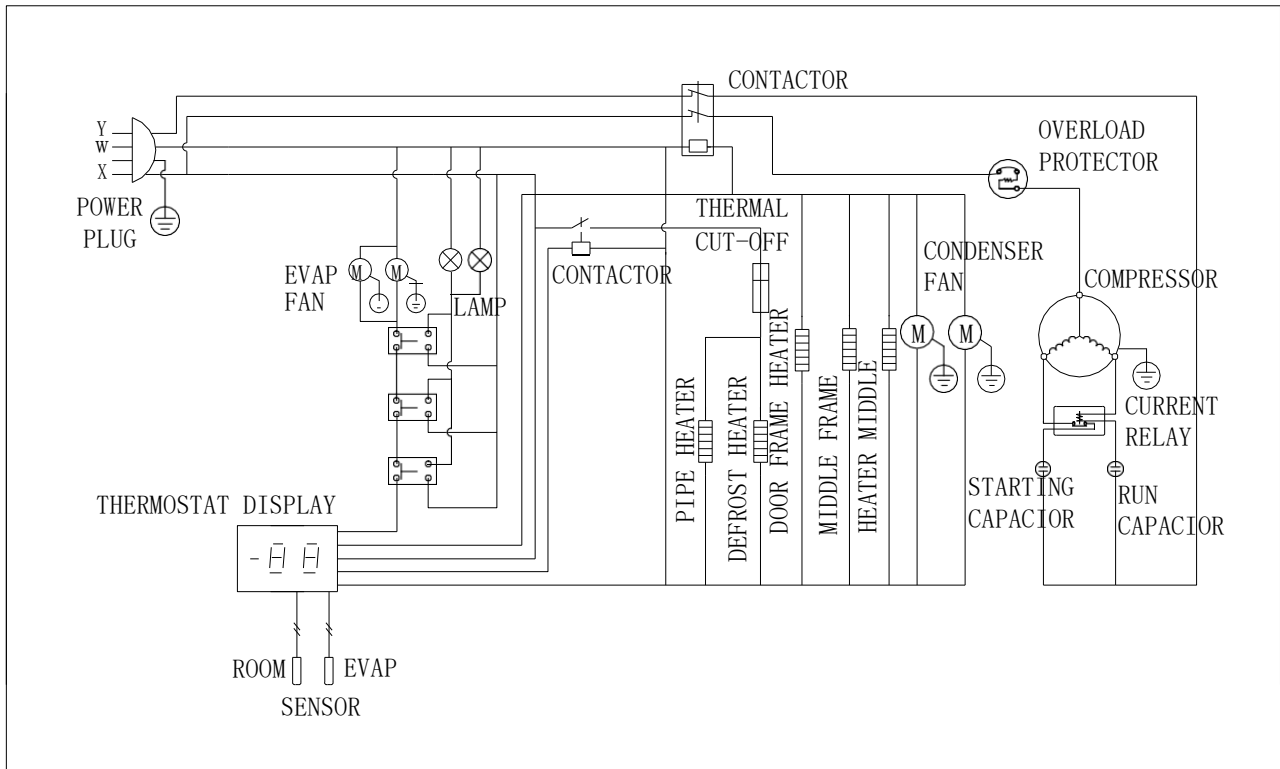 CONTACTOR
Y
W
X
POWER
PLUG
OVERLOAD
PROTECTOR
THERMAL
CUT-OFF
CONTACTOR
EVAP
FAN
M
M
LAMP
CONDENSER
FAN
M
M
COMPRESSOR
CURRENT
RELAY
PIPE HEATER
DEFROST HEATER
DOOR FRAME HEATER
MIDDLE FRAME
HEATER MIDDLE
STARTING
CAPACIOR
RUN
CAPACIOR
THERMOSTAT DISPLAY
-88
ROOM
EVAP
SENSOR